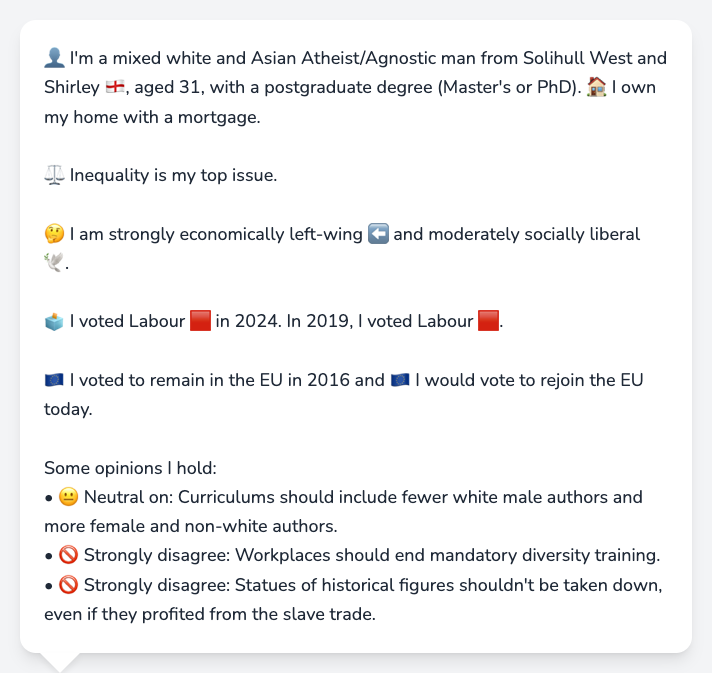 👤 I'm a mixed white and Asian Atheist/Agnostic man from Solihull West and
Shirley 🏴󠁧󠁢󠁥󠁮󠁧󠁿, aged 31, with a postgraduate degree (Master's or PhD). 🏠 I own
my home with a mortgage.
⚖️ Inequality is my top issue.
🤔 I am strongly economically left-wing ⬅️ and moderately socially liberal
🕊️.
🗳️ I voted Labour 🟥 in 2024. In 2019, I voted Labour 🟥.
🇪🇺 I voted to remain in the EU in 2016 and 🇪🇺 I would vote to rejoin the EU
today.
Some opinions I hold:
• 😐 Neutral on: Curriculums should include fewer white male authors and
more female and non-white authors.
• 🚫 Strongly disagree: Workplaces should end mandatory diversity training.
• 🚫 Strongly disagree: Statues of historical figures shouldn't be taken down,
even if they profited from the slave trade.